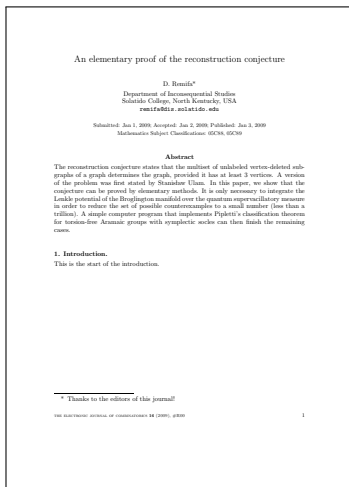 An elementary proof of the reconstruction conjecture
D. Remifa*
Department of Inconsequential Studies
Solatido College, North Kentucky, USA
remifa@dis.solatido.edu
Submitted: Jan 1, 2009; Accepted: Jan 2, 2009; Published: Jan 3, 2009
Mathematics Subject Classifications: 05C88, 05C89
Abstract
The reconstruction conjecture states that the multiset of unlabeled vertex-deleted sub-
graphs of a graph determines the graph, provided it has at least 3 vertices. A version
of the problem was first stated by Stanisław Ulam. In this paper, we show that the
conjecture can be proved by elementary methods. It is only necessary to integrate the
Lenkle potential of the Broglington manifold over the quantum supervacillatory measure
in order to reduce the set of possible counterexamples to a small number (less than a
trillion). A simple computer program that implements Pipletti's classification theorem
for torsion-free Aramaic groups with symplectic socles can then finish the remaining
cases.
1. Introduction.
This is the start of the introduction.
* Thanks to the editors of this journal!
THE ELECTRONIC JOURNAL OF COMBINATORICS 16 (2009), #R00 1